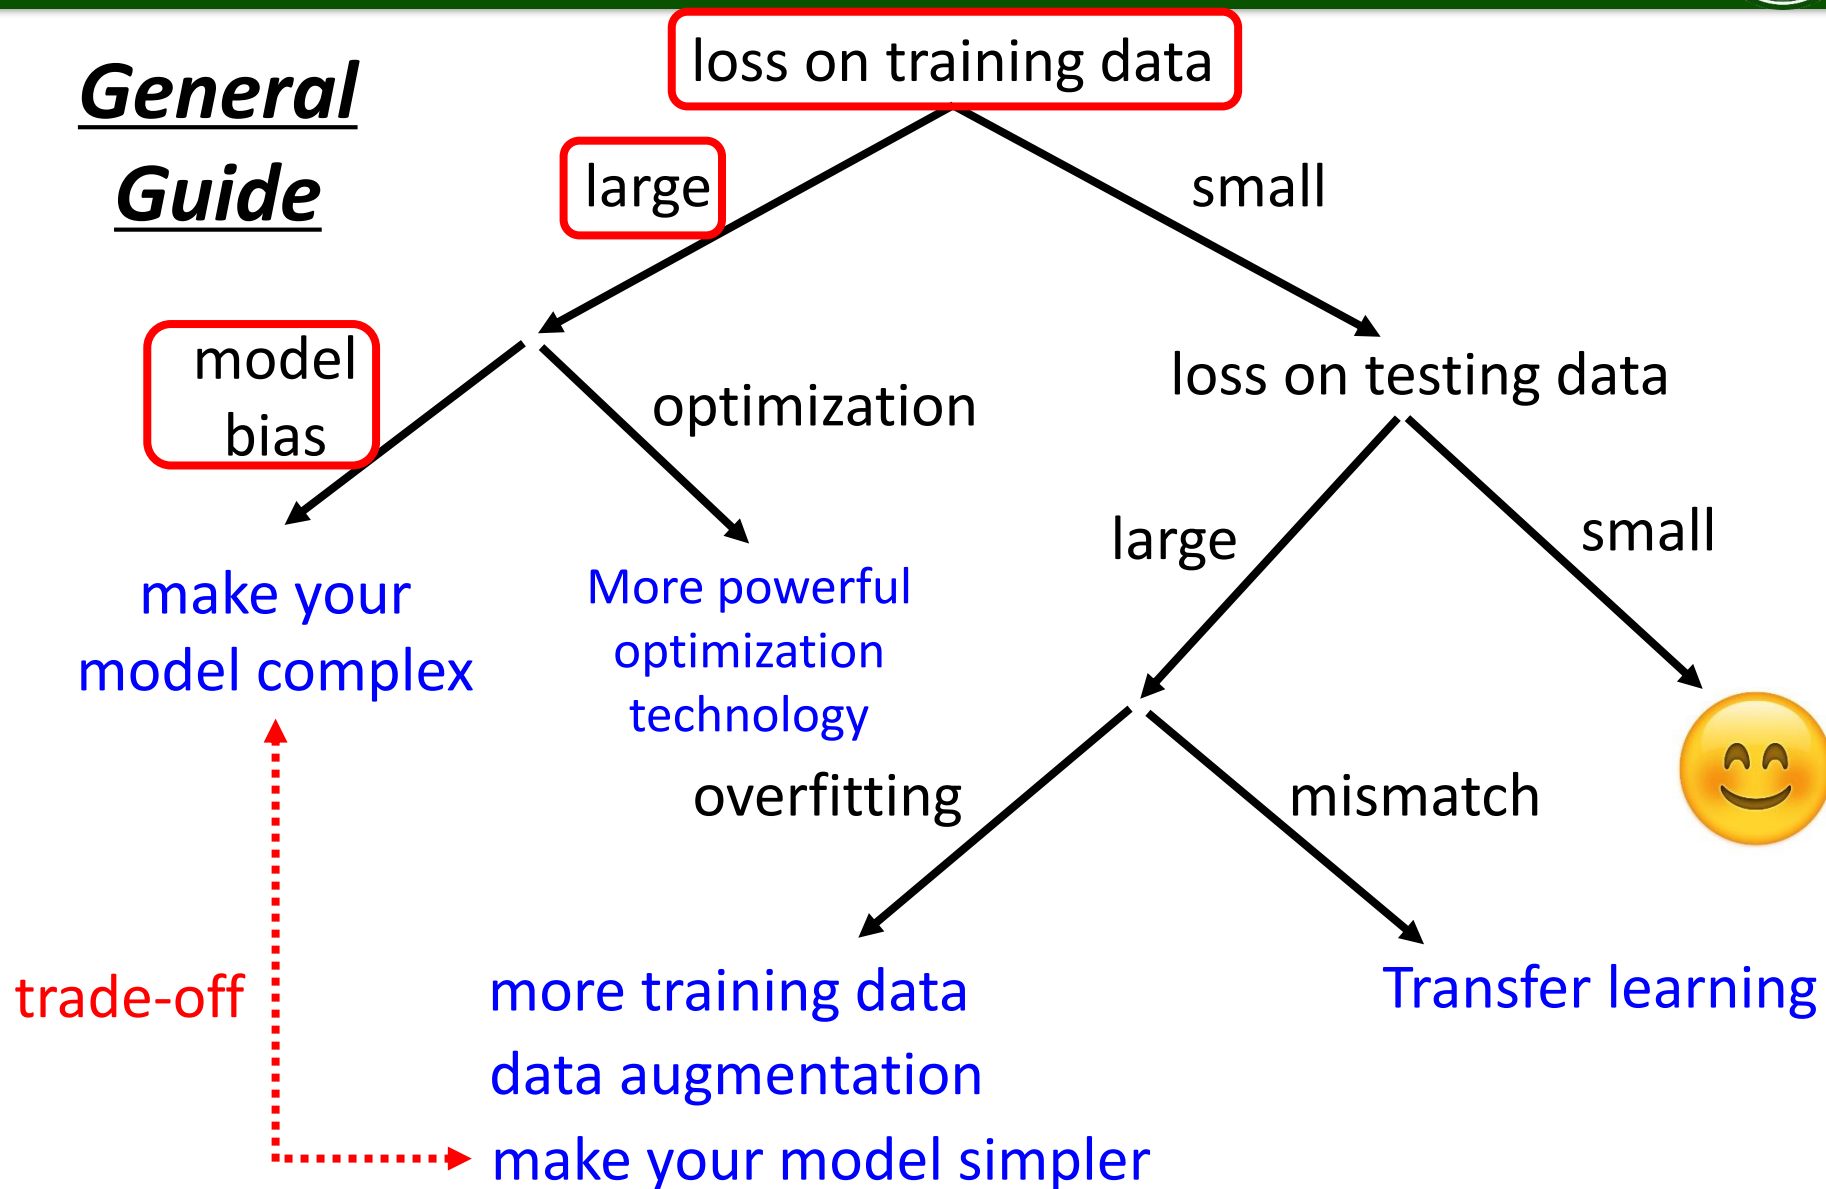 General
Guide
loss on training data
large
small
model
bias
optimization
loss on testing data
make your
model complex
More powerful
optimization
technology
large
small
overfitting
mismatch
trade-off
more training data
data augmentation
make your model simpler
Transfer learning